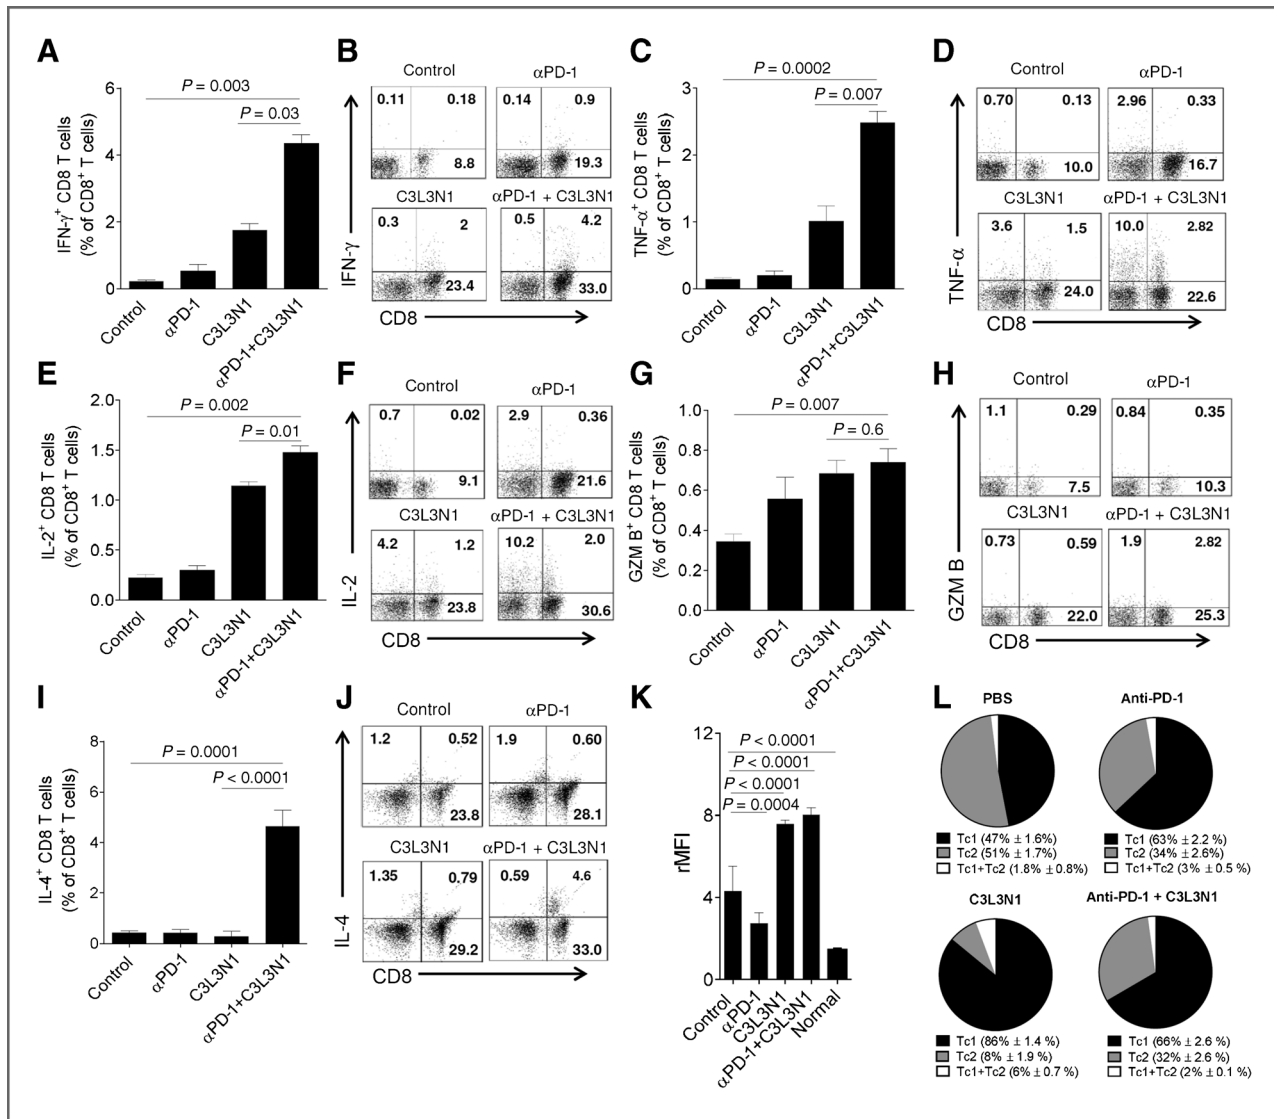 A
IFN-γ+ CD8 T cells
(% of CD8+ T cells)
6
4
2
0
P = 0.003
P = 0.03
Control
αPD-1
C3L3N1
αPD-1+C3L3N1
B
Control
αPD-1
0.11 0.18
8.8
0.14 0.9
19.3
C3L3N1
αPD-1 + C3L3N1
0.3 2
23.4
0.5 4.2
33.0
IFN-γ
CD8
C
TNF-α+ CD8 T cells
(% of CD8+ T cells)
3
2
1
0
P = 0.0002
P = 0.007
Control
αPD-1
C3L3N1
αPD-1+C3L3N1
D
Control
αPD-1
0.70 0.13
10.0
2.96 0.33
16.7
C3L3N1
αPD-1 + C3L3N1
3.6 1.5
24.0
10.0 2.82
22.6
TNF-α
CD8
E
IL-2+ CD8 T cells
(% of CD8+ T cells)
2.0
1.5
1.0
0.5
0.0
P = 0.002
P = 0.01
Control
αPD-1
C3L3N1
αPD-1+C3L3N1
F
Control
αPD-1
0.7 0.02
9.1
2.9 0.36
21.6
C3L3N1
αPD-1 + C3L3N1
4.2 1.2
23.8
10.2 2.0
30.6
IL-2
CD8
G
GZM B+ CD8 T cells
(% of CD8+ T cells)
1.0
0.8
0.6
0.4
0.2
0.0
P = 0.007
P = 0.6
Control
αPD-1
C3L3N1
αPD-1+C3L3N1
H
Control
αPD-1
1.1 0.29
7.5
0.84 0.35
10.3
C3L3N1
αPD-1 + C3L3N1
0.73 0.59
22.0
1.9 2.82
25.3
GZM B
CD8
I
IL-4+ CD8 T cells
(% of CD8+ T cells)
8
6
4
2
0
P = 0.0001
P < 0.0001
Control
αPD-1
C3L3N1
αPD-1+C3L3N1
J
Control
αPD-1
1.2 0.52
23.8
1.9 0.60
28.1
C3L3N1
αPD-1 + C3L3N1
1.35 0.79
29.2
0.59 4.6
33.0
IL-4
CD8
K
rMFI
12
8
4
0
P < 0.0001
P < 0.0001
P < 0.0001
P = 0.0004
Control
αPD-1
C3L3N1
αPD-1+C3L3N1
Normal
L
PBS
Tc1 (47% ± 1.6%)
Tc2 (51% ± 1.7%)
Tc1+Tc2 (1.8% ± 0.8%)
Anti-PD-1
Tc1 (63% ± 2.2 %)
Tc2 (34% ± 2.6%)
Tc1+Tc2 (3% ± 0.5 %)
C3L3N1
Tc1 (86% ± 1.4 %)
Tc2 (8% ± 1.9 %)
Tc1+Tc2 (6% ± 0.7 %)
Anti-PD-1 + C3L3N1
Tc1 (66% ± 2.6 %)
Tc2 (32% ± 2.6 %)
Tc1+Tc2 (2% ± 0.1 %)